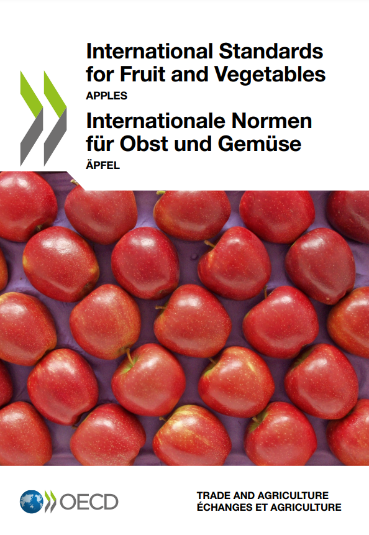 International Standards
for Fruit and Vegetables
APPLES
Internationale Normen
für Obst und Gemüse
ÄPFEL
OECD
TRADE AND AGRICULTURE
ÉCHANGES ET AGRICULTURE